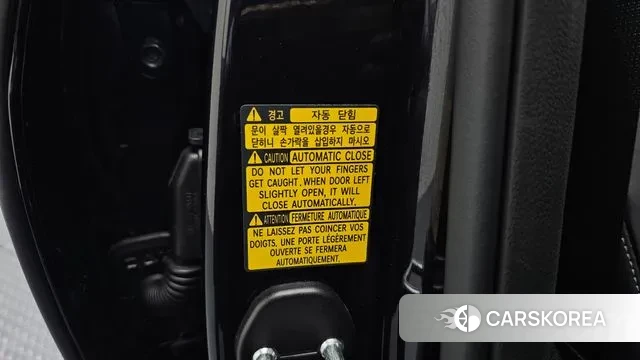 경고 자동 닫힘
문이 살짝 열려있을경우 자동으로
닫히니 손가락을 삽입하지 마시오
CAUTION AUTOMATIC CLOSE
DO NOT LET YOUR FINGERS
GET CAUGHT. WHEN DOOR LEFT
SLIGHTLY OPEN, IT WILL
CLOSE AUTOMATICALLY.
ATTENTION FERMETURE AUTOMATIQUE
NE LAISSEZ PAS COINCER VOS
DOIGTS. UNE PORTE LÉGÈREMENT
OUVERTE SE FERMERA
AUTOMATIQUEMENT.
CARSKOREA